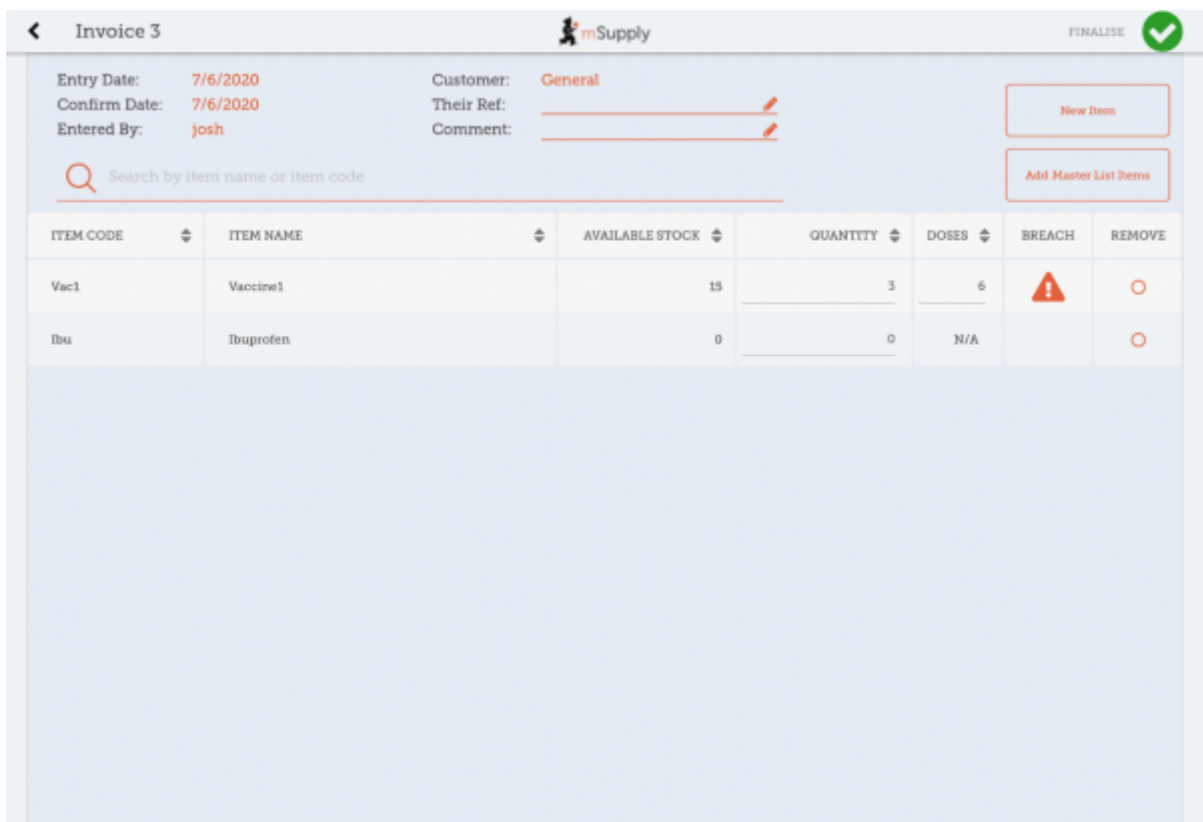 Invoice 3
mSupply
FINALISE
Entry Date: 7/6/2020
Customer: General
Confirm Date: 7/6/2020
Their Ref:
Entered By: josh
Comment:
New Item
Search by item name or item code
Add Master List Items
ITEM CODE ITEM NAME AVAILABLE STOCK QUANTITY DOSES BREACH REMOVE
Vac1 Vaccine1 15 3 6
Ibu Ibuprofen 0 0 N/A